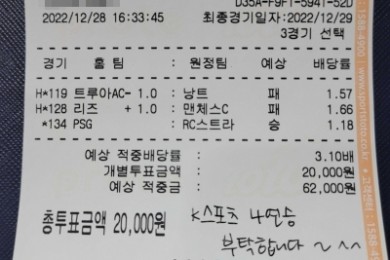 D35A-F9F1-5941-52D
2022/12/28 16:33:45 최종경기일자:2022/12/29
3경기 선택
경기 홈 팀 : 원정팀 예상 배당률
H*119 트루아AC- 1.0 : 낭트 패 1.57
H*128 리즈 + 1.0 : 맨체스C 패 1.66
*134 PSG : RC스트라 승 1.18
예상 적중배당률 : 3.10배
개별투표금액 : 20,000원
예상 적중금 : 62,000원
총투표금액 20,000원
K스포츠 4연승
부탁합니다 ~^^